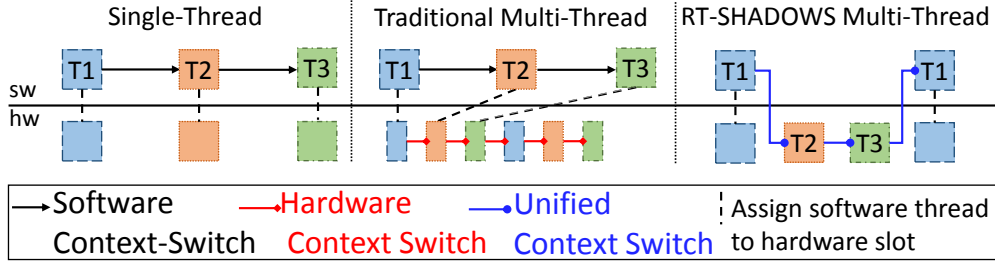 Single-Thread
Traditional Multi-Thread
RT-SHADOWS Multi-Thread
T1 T2 T3
T1 T2 T3
T1 T1
sw
hw
T2 T3
Software Context-Switch
Hardware Context Switch
Unified Context Switch
Assign software thread
to hardware slot